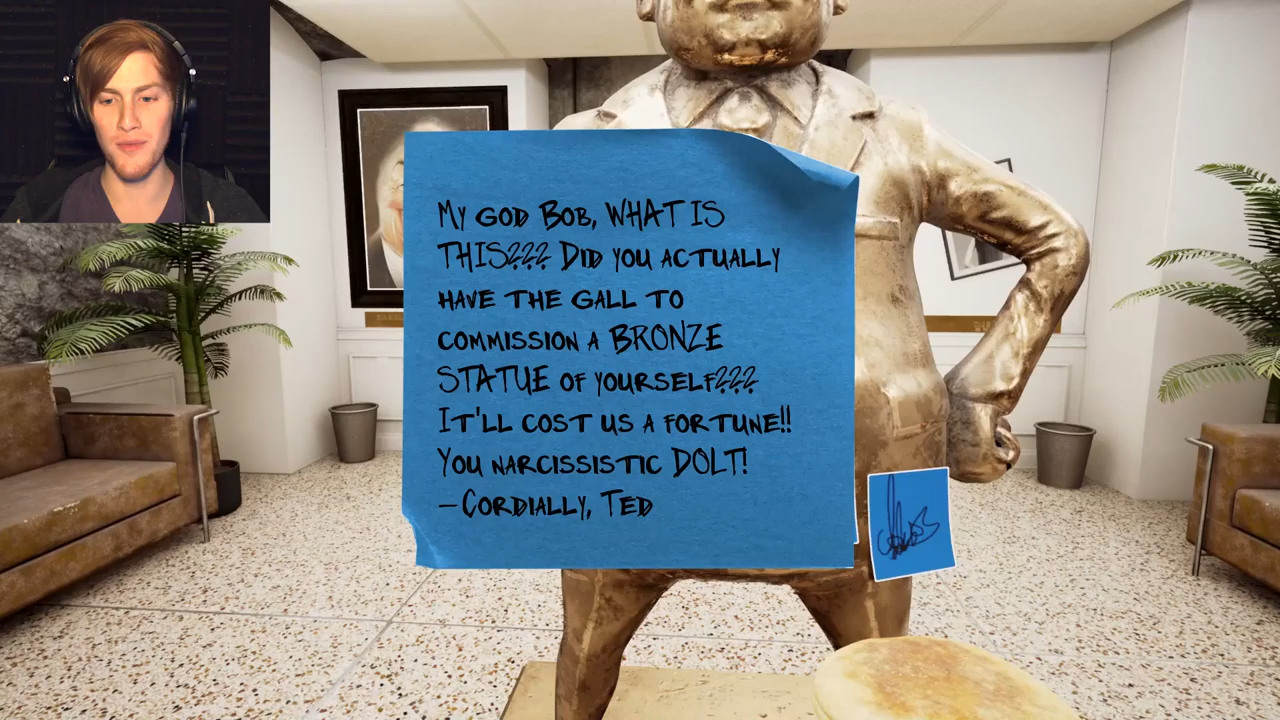 My god Bob, WHAT IS
THIS??? Did you actually
have the gall to
commission a BRONZE
STATUE of yourself???
It'll cost us a fortune!!
You narcissistic DOLT!
—Cordially, Ted